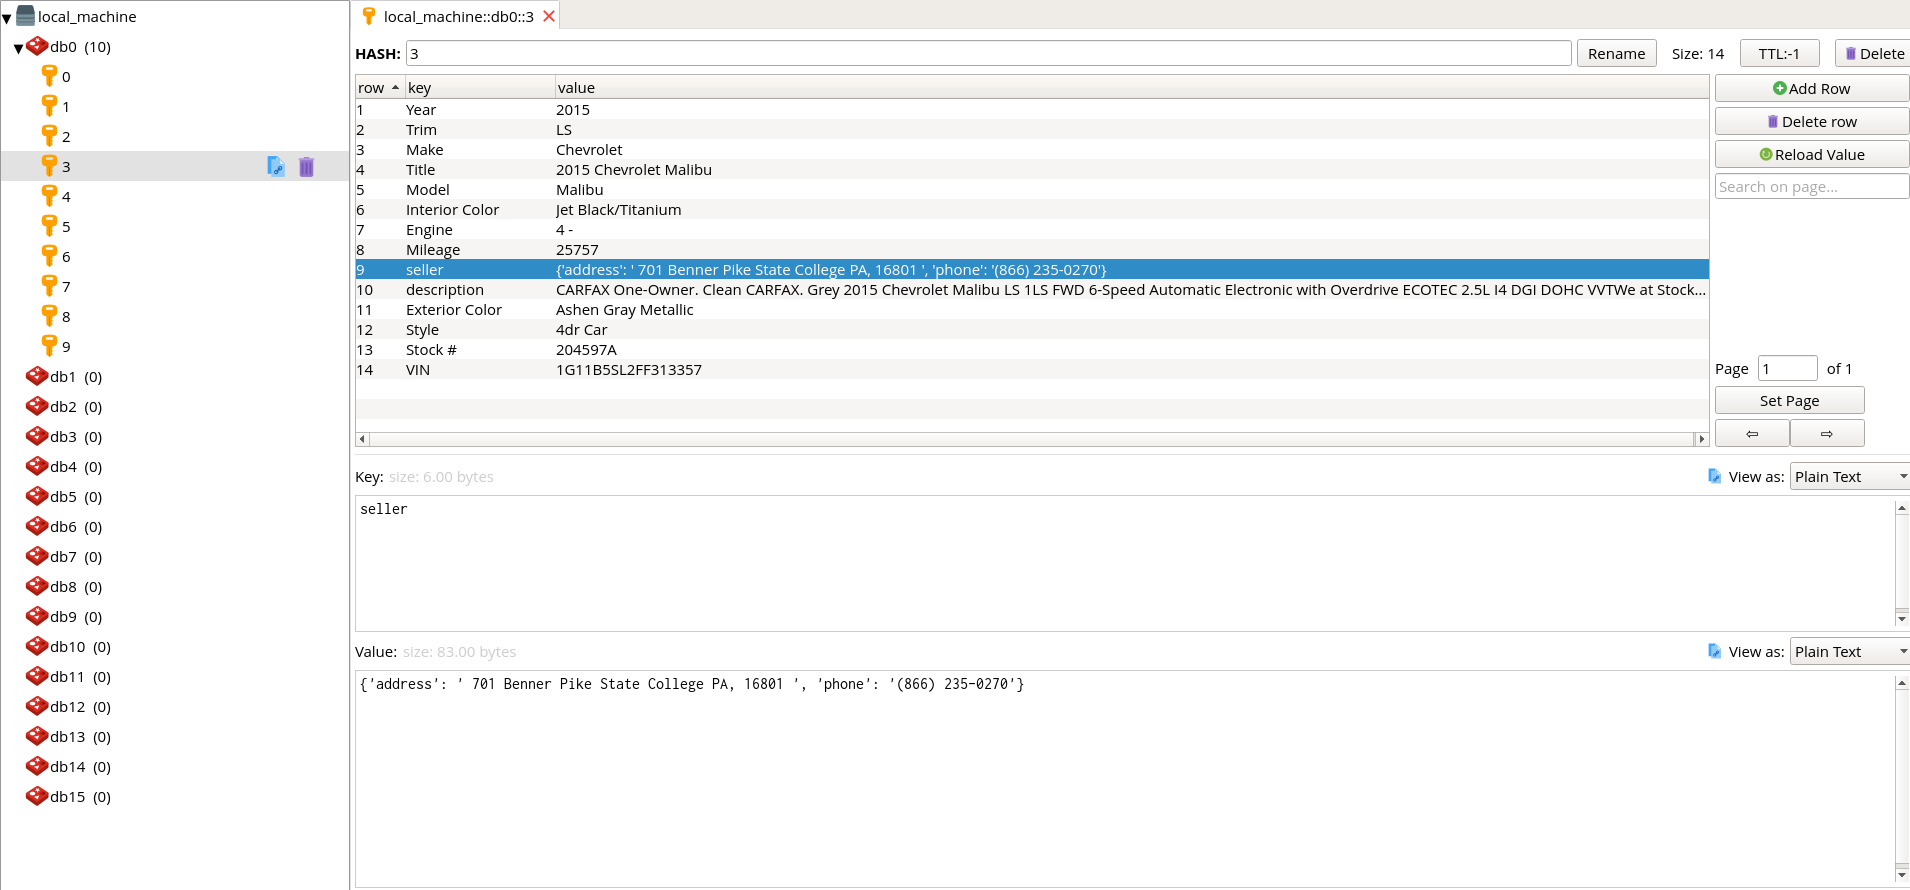 local_machine
db0 (10)
0
1
2
3
4
5
6
7
8
9
db1 (0)
db2 (0)
db3 (0)
db4 (0)
db5 (0)
db6 (0)
db7 (0)
db8 (0)
db9 (0)
db10 (0)
db11 (0)
db12 (0)
db13 (0)
db14 (0)
db15 (0)
local_machine::db0::3
HASH: 3 Rename Size: 14 TTL:-1 Delete
row key value
1 Year 2015
2 Trim LS
3 Make Chevrolet
4 Title 2015 Chevrolet Malibu
5 Model Malibu
6 Interior Color Jet Black/Titanium
7 Engine 4 -
8 Mileage 25757
9 seller {'address': ' 701 Benner Pike State College PA, 16801 ', 'phone': '(866) 235-0270'}
10 description CARFAX One-Owner. Clean CARFAX. Grey 2015 Chevrolet Malibu LS 1LS FWD 6-Speed Automatic Electronic with Overdrive ECOTEC 2.5L I4 DGI DOHC VVTWe at Stock...
11 Exterior Color Ashen Gray Metallic
12 Style 4dr Car
13 Stock # 204597A
14 VIN 1G11B5SL2FF313357
Add Row
Delete row
Reload Value
Search on page...
Page 1 of 1
Set Page
⇦ ⇨
Key: size: 6.00 bytes View as: Plain Text
seller
Value: size: 83.00 bytes View as: Plain Text
{'address': ' 701 Benner Pike State College PA, 16801 ', 'phone': '(866) 235-0270'}